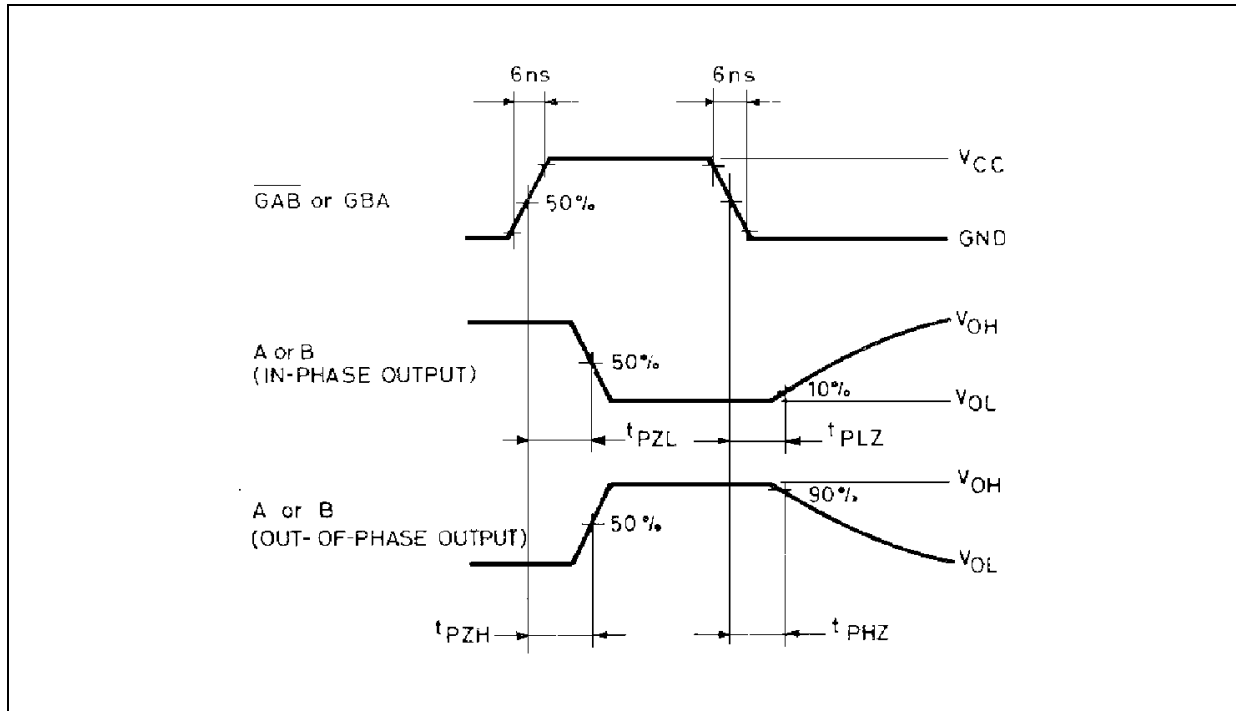 6ns 6ns
VCC
GAB or GBA 50%
GND
VOH
A or B
(IN-PHASE OUTPUT)
50%
10%
VOL
tPZL tPLZ
VOH
90%
A or B
(OUT-OF-PHASE OUTPUT)
50%
VOL
tPZH tPHZ